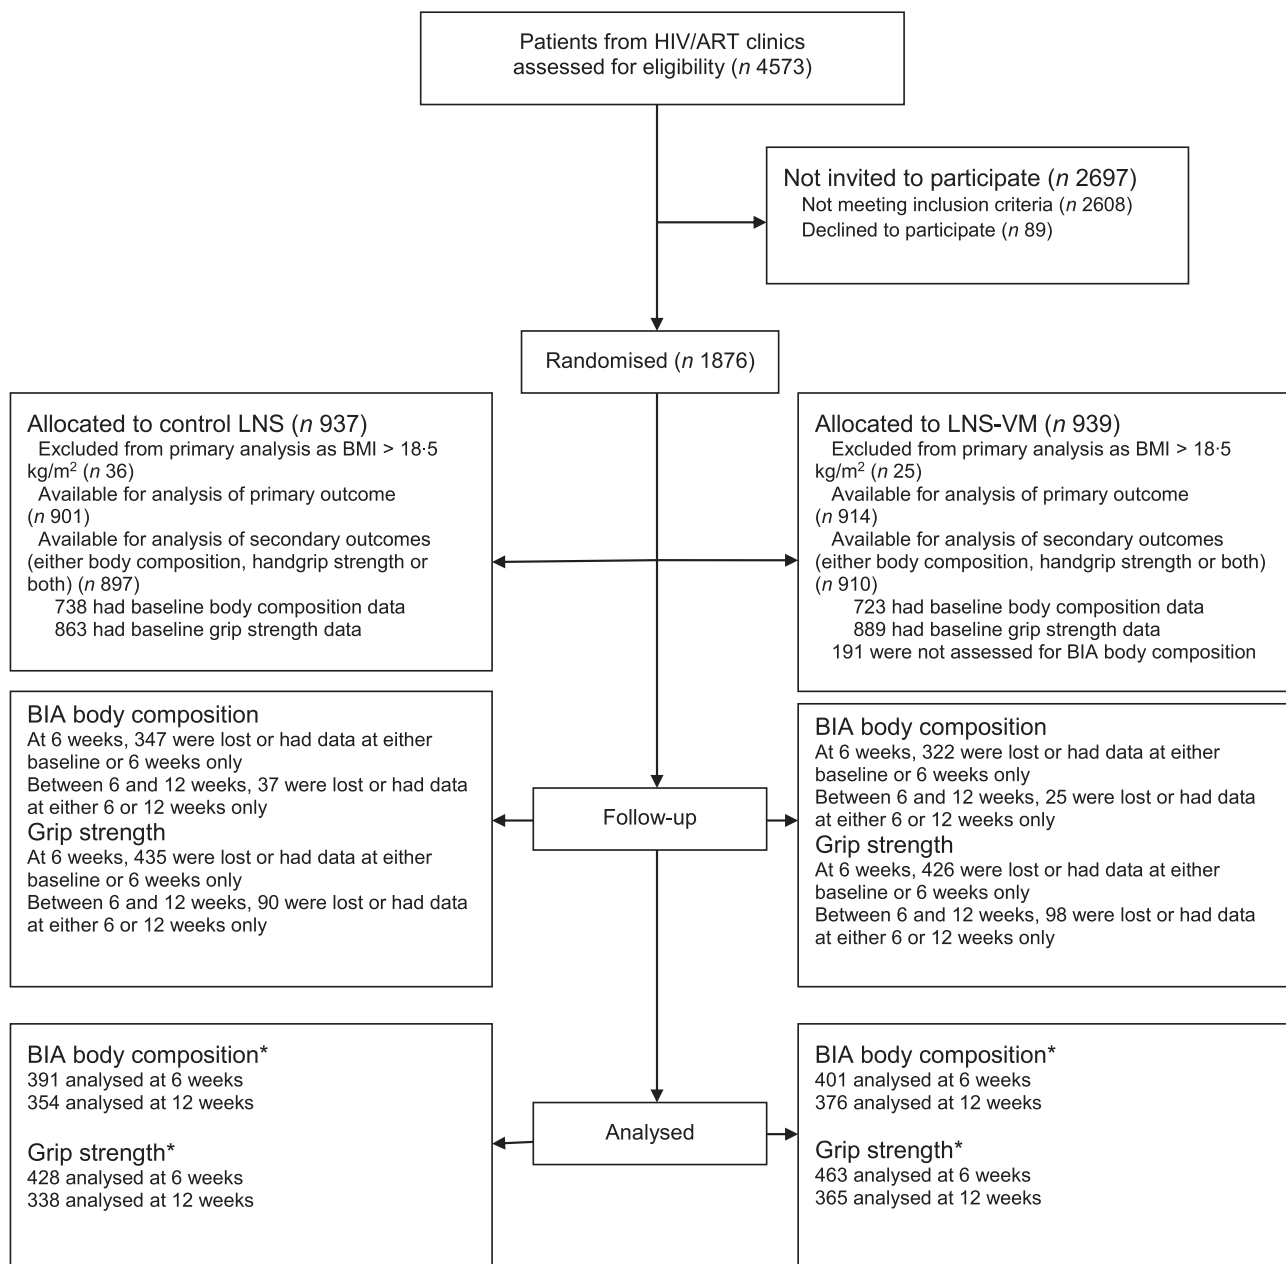 Patients from HIV/ART clinics
assessed for eligibility (n 4573)
Not invited to participate (n 2697)
Not meeting inclusion criteria (n 2608)
Declined to participate (n 89)
Randomised (n 1876)
Allocated to control LNS (n 937)
Excluded from primary analysis as BMI > 18·5
kg/m² (n 36)
Available for analysis of primary outcome
(n 901)
Available for analysis of secondary outcomes
(either body composition, handgrip strength or
both) (n 897)
738 had baseline body composition data
863 had baseline grip strength data
Allocated to LNS-VM (n 939)
Excluded from primary analysis as BMI > 18·5
kg/m² (n 25)
Available for analysis of primary outcome
(n 914)
Available for analysis of secondary outcomes
(either body composition, handgrip strength or both)
(n 910)
723 had baseline body composition data
889 had baseline grip strength data
191 were not assessed for BIA body composition
BIA body composition
At 6 weeks, 347 were lost or had data at either
baseline or 6 weeks only
Between 6 and 12 weeks, 37 were lost or had data
at either 6 or 12 weeks only
Grip strength
At 6 weeks, 435 were lost or had data at either
baseline or 6 weeks only
Between 6 and 12 weeks, 90 were lost or had data
at either 6 or 12 weeks only
Follow-up
BIA body composition
At 6 weeks, 322 were lost or had data at either
baseline or 6 weeks only
Between 6 and 12 weeks, 25 were lost or had data
at either 6 or 12 weeks only
Grip strength
At 6 weeks, 426 were lost or had data at either
baseline or 6 weeks only
Between 6 and 12 weeks, 98 were lost or had data
at either 6 or 12 weeks only
BIA body composition*
391 analysed at 6 weeks
354 analysed at 12 weeks
Grip strength*
428 analysed at 6 weeks
338 analysed at 12 weeks
Analysed
BIA body composition*
401 analysed at 6 weeks
376 analysed at 12 weeks
Grip strength*
463 analysed at 6 weeks
365 analysed at 12 weeks